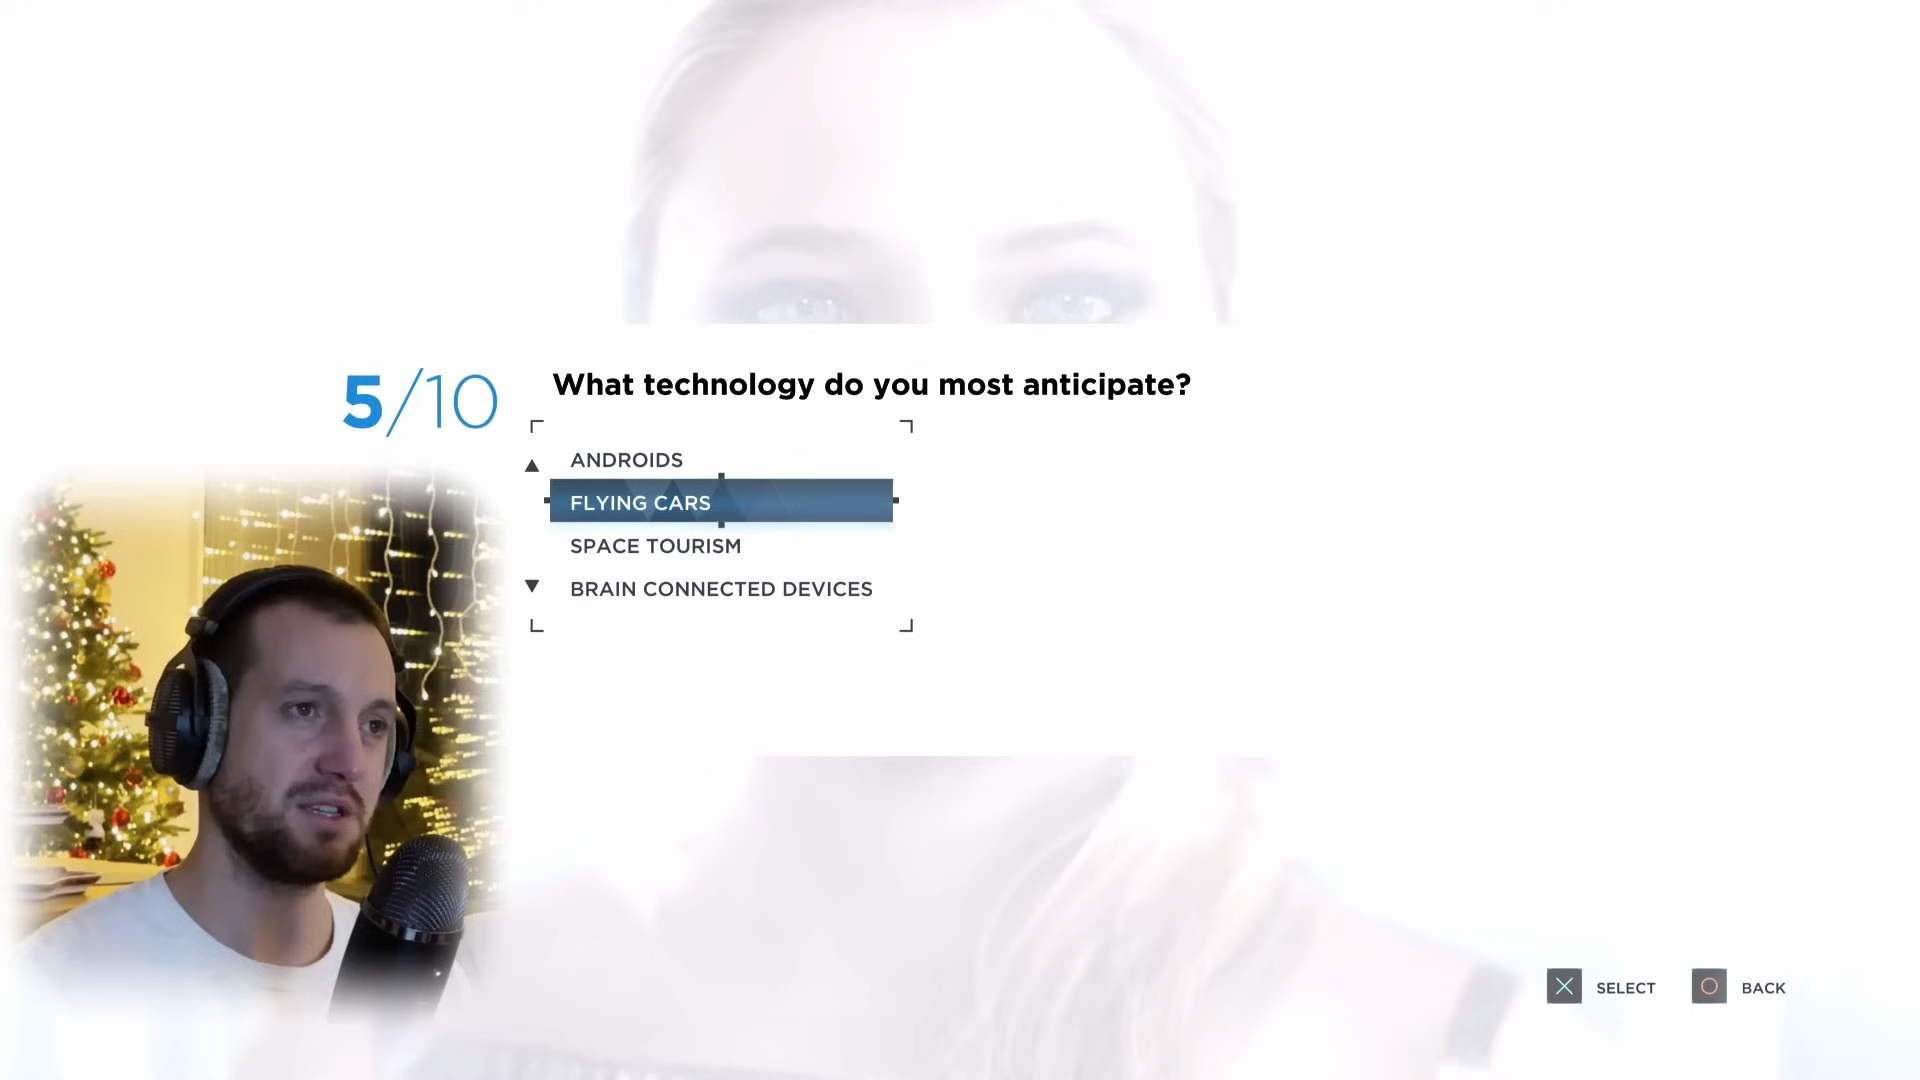 5/10
What technology do you most anticipate?
ANDROIDS
FLYING CARS
SPACE TOURISM
BRAIN CONNECTED DEVICES
SELECT
BACK